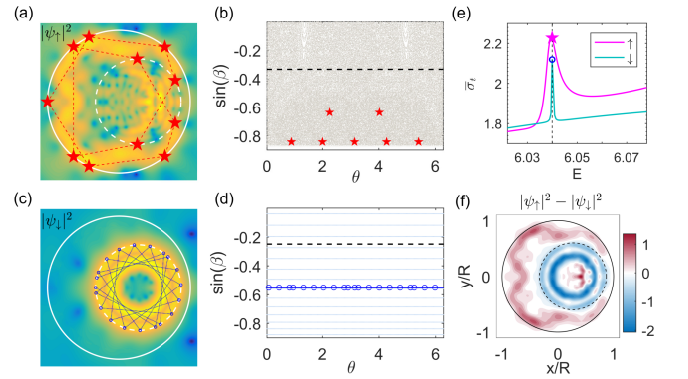 (a)
|ψ↑|²
(b)
sin(β)
-0.2
-0.4
-0.6
-0.8
0 2 4 6
θ
(e)
σ̅ₜ
2.2
2
1.8
↑
↓
6.03 6.05 6.07
E
(c)
|ψ↓|²
(d)
sin(β)
-0.2
-0.4
-0.6
-0.8
0 2 4 6
θ
(f)
|ψ↑|² − |ψ↓|²
y/R
1
0
-1
-1 0 1
x/R
1
0
-1
-2